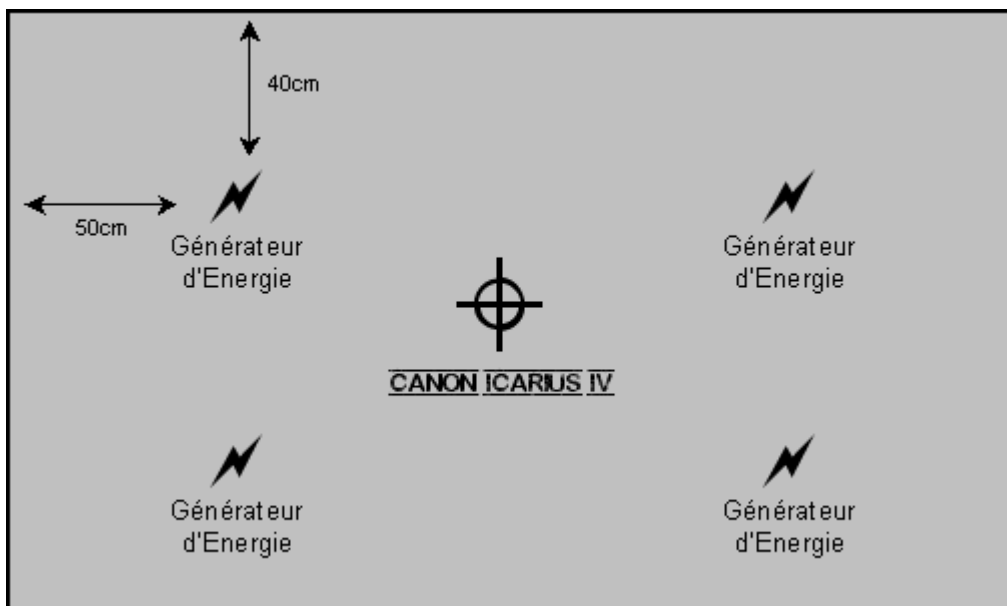 40cm
50cm
Générateur
d'Energie
Générateur
d'Energie
CANON ICARIUS IV
Générateur
d'Energie
Générateur
d'Energie